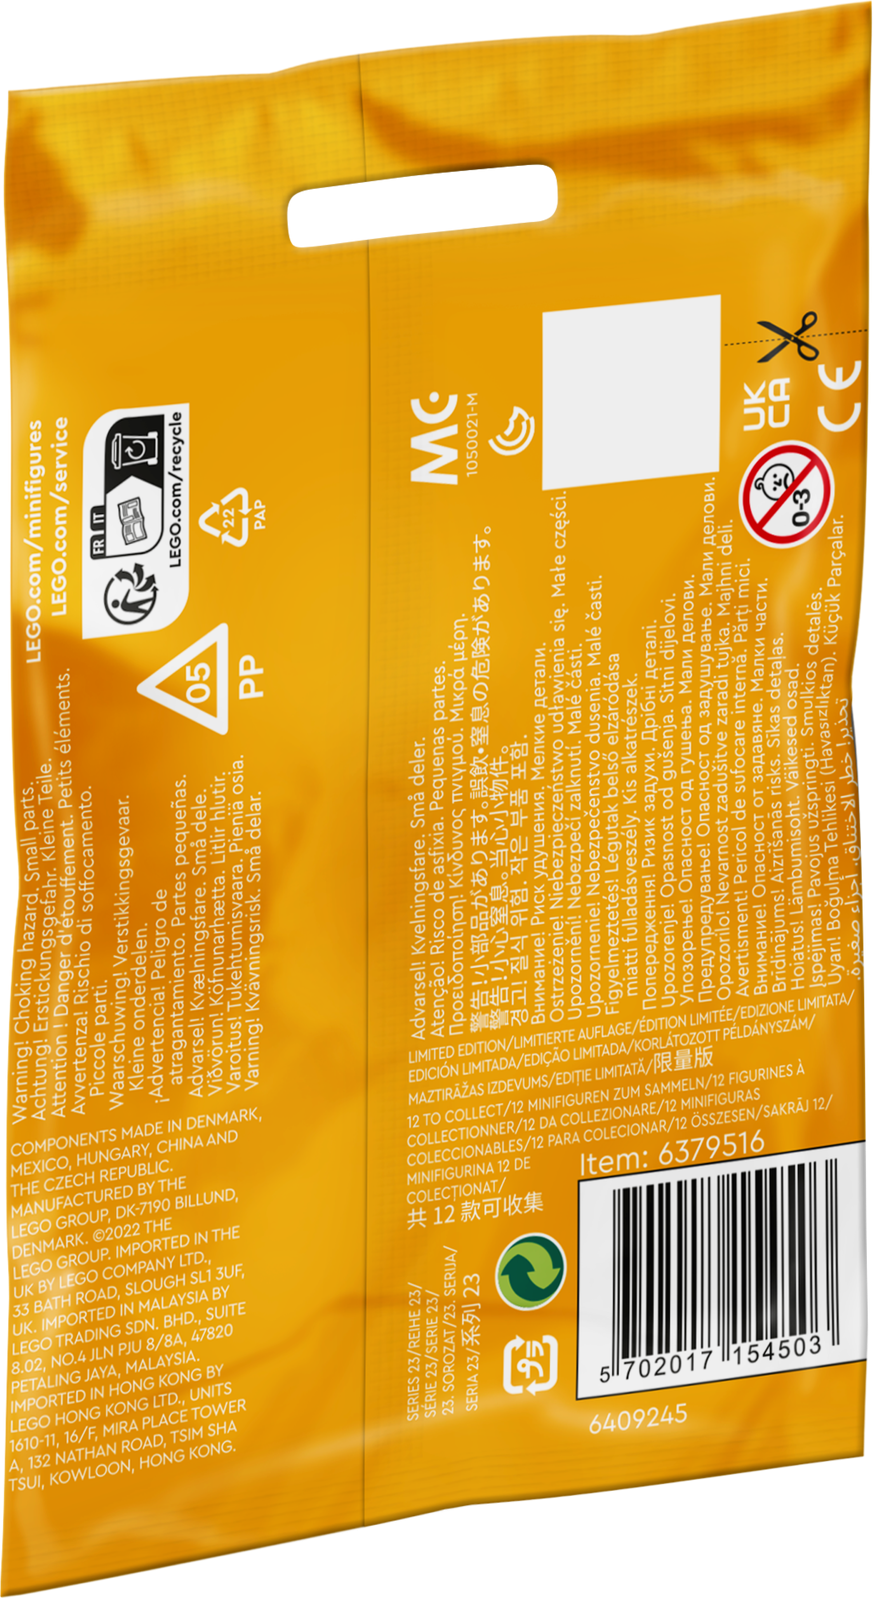 LEGO.com/minifigures
LEGO.com/service
FR IT
LEGO.com/recycle
22
PAP
05
PP
Warning! Choking hazard. Small parts.
Achtung! Erstickungsgefahr. Kleine Teile.
Attention ! Danger d'étouffement. Petits éléments.
Avvertenza! Rischio di soffocamento.
Piccole parti.
Waarschuwing! Verstikkingsgevaar.
Kleine onderdelen.
¡Advertencia! Peligro de
atragantamiento. Partes pequeñas.
Advarsel! Kvælningsfare. Små dele.
Viðvörun! Köfnunarhætta. Litlir hlutir.
Varoitus! Tukehtumisvaara. Pieniä osia.
Varning! Kvävningsrisk. Små delar.
COMPONENTS MADE IN DENMARK,
MEXICO, HUNGARY, CHINA AND
THE CZECH REPUBLIC.
MANUFACTURED BY THE
LEGO GROUP, DK-7190 BILLUND,
DENMARK. ©2022 THE
LEGO GROUP. IMPORTED IN THE
UK BY LEGO COMPANY LTD.,
33 BATH ROAD, SLOUGH SL1 3UF,
UK. IMPORTED IN MALAYSIA BY
LEGO TRADING SDN. BHD., SUITE
8.02, NO.4 JLN PJU 8/8A, 47820
PETALING JAYA, MALAYSIA.
IMPORTED IN HONG KONG BY
LEGO HONG KONG LTD., UNITS
1610-11, 16/F, MIRA PLACE TOWER
A, 132 NATHAN ROAD, TSIM SHA
TSUI, KOWLOON, HONG KONG.
MC
1050021-M
UK
CA
CE
0-3
Advarsel! Kvelningsfare. Små deler.
Atenção! Risco de asfixia. Pequenas partes.
Προειδοποίηση! Κίνδυνος πνιγμού. Μικρά μέρη.
警告!小部品があります。誤飲•窒息の危険があります。
警告!小心窒息。当心小物件。
경고! 질식 위험. 작은 부품 포함.
Внимание! Риск удушения. Мелкие детали.
Ostrzeżenie! Niebezpieczeństwo udławienia się. Małe części.
Upozornění! Nebezpečí zalknutí. Malé části.
Upozornenie! Nebezpečenstvo dusenia. Malé časti.
Figyelmeztetés! Légutak belső elzáródása
miatti fulladásveszély. Kis alkatrészek.
Попередження! Ризик задухи. Дрібні деталі.
Upozorenje! Opasnost od gušenja. Sitni dijelovi.
Упозорење! Опасност од гушења. Мали делови.
Предупредување! Опасност од задушување. Мали делови.
Opozorilo! Nevarnost zadušitve zaradi tujka. Majhni deli.
Avertisment! Pericol de sufocare internă. Părți mici.
Внимание! Опасност от задавяне. Малки части.
Brīdinājums! Aizrīšanās risks. Sīkas detaļas.
Hoiatus! Lämbumisoht. Väikesed osad.
Įspėjimas! Pavojus užspringti. Smulkios detalės.
Uyarı! Boğulma Tehlikesi (Havasızlıktan). Küçük Parçalar.
تحذير! خطر الاختناق. أجزاء صغيرة
LIMITED EDITION/LIMITIERTE AUFLAGE/ÉDITION LIMITÉE/EDIZIONE LIMITATA/
EDICIÓN LIMITADA/EDIÇÃO LIMITADA/KORLÁTOZOTT PÉLDÁNYSZÁM/
MAZTIRĀŽAS IZDEVUMS/EDIȚIE LIMITATĂ/限量版
12 TO COLLECT/12 MINIFIGUREN ZUM SAMMELN/12 FIGURINES À
COLLECTIONNER/12 DA COLLEZIONARE/12 MINIFIGURAS
COLECCIONABLES/12 PARA COLECIONAR/12 ÖSSZESEN/SAKRĀJ 12/
MINIFIGURINA 12 DE
COLECȚIONAT/
共 12 款可收集
Item: 6379516
5 702017 154503
6409245
SERIES 23/REIHE 23/
SÉRIE 23/SERIE 23/
23. SOROZAT/23. SERIJA/
SERIA 23/系列 23
プラ